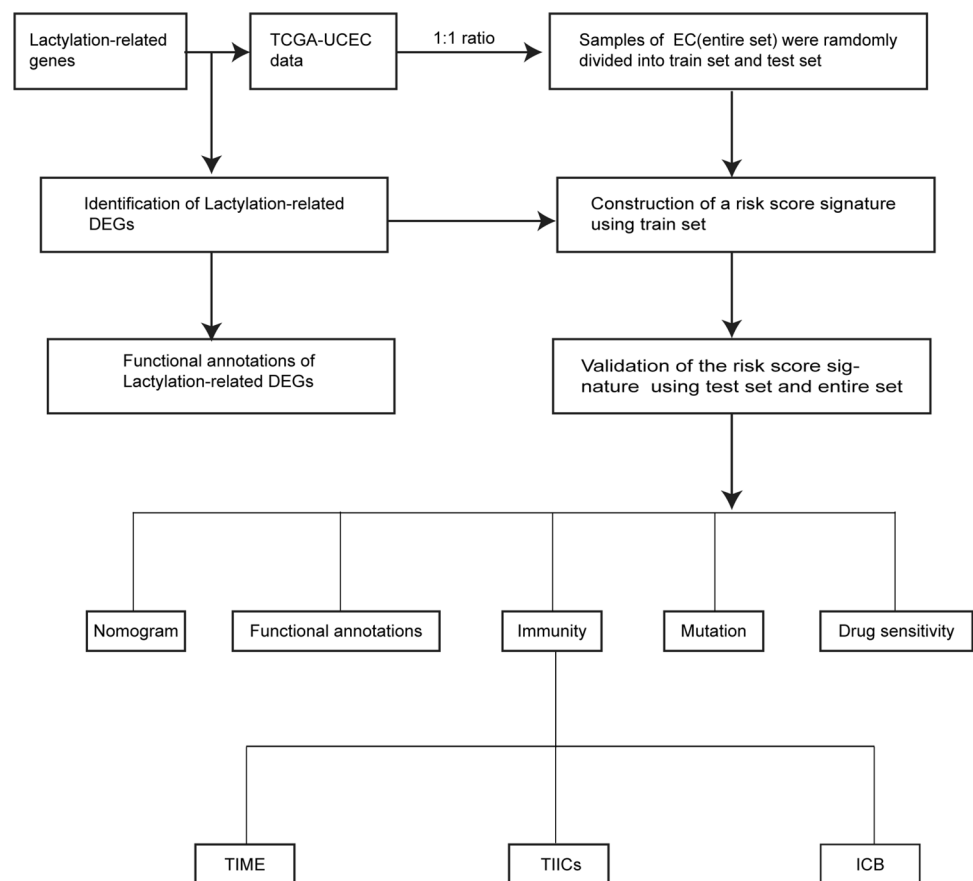 Lactylation-related
genes
TCGA-UCEC
data
1:1 ratio
Samples of EC(entire set) were ramdomly
divided into train set and test set
Identification of Lactylation-related
DEGs
Construction of a risk score signature
using train set
Functional annotations of
Lactylation-related DEGs
Validation of the risk score sig-
nature using test set and entire set
Nomogram
Functional annotations
Immunity
Mutation
Drug sensitivity
TIME
TIICs
ICB